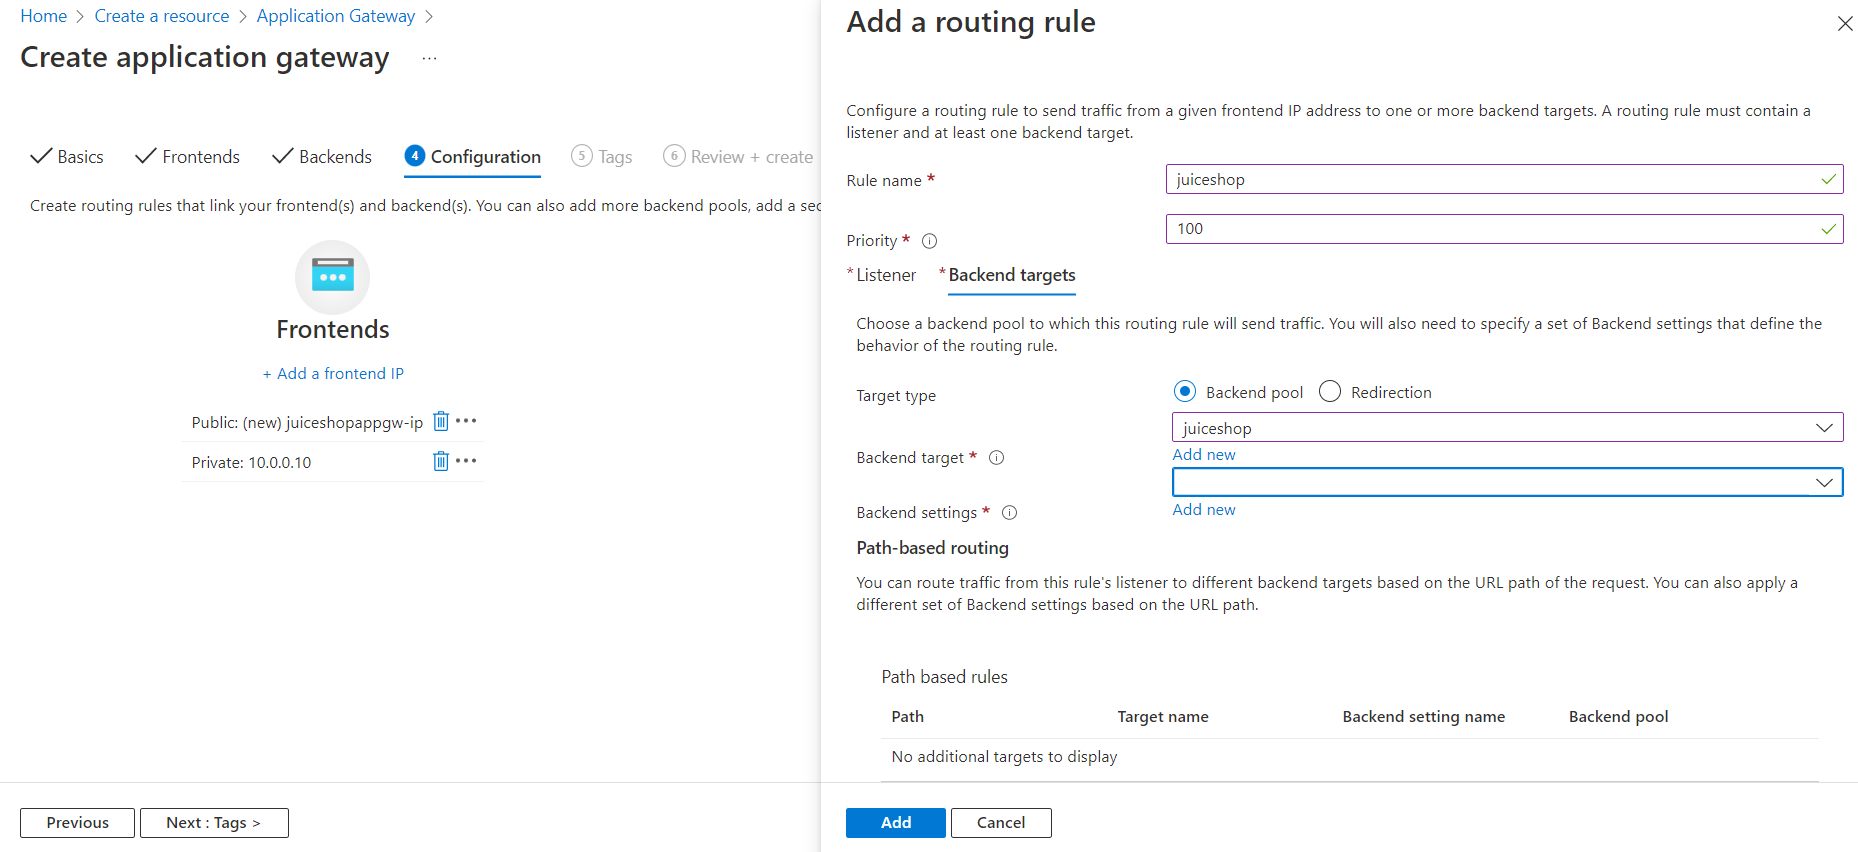 Home > Create a resource > Application Gateway >
Create application gateway ...
Basics Frontends Backends 4 Configuration 5 Tags 6 Review + create
Create routing rules that link your frontend(s) and backend(s). You can also add more backend pools, add a sec
Frontends
+ Add a frontend IP
Public: (new) juiceshopappgw-ip
Private: 10.0.0.10
Previous
Next : Tags >
Add a routing rule
Configure a routing rule to send traffic from a given frontend IP address to one or more backend targets. A routing rule must contain a
listener and at least one backend target.
Rule name *
juiceshop
Priority *
100
* Listener * Backend targets
Choose a backend pool to which this routing rule will send traffic. You will also need to specify a set of Backend settings that define the
behavior of the routing rule.
Target type
Backend pool Redirection
juiceshop
Backend target *
Add new
Backend settings *
Add new
Path-based routing
You can route traffic from this rule's listener to different backend targets based on the URL path of the request. You can also apply a
different set of Backend settings based on the URL path.
Path based rules
Path Target name Backend setting name Backend pool
No additional targets to display
Add
Cancel